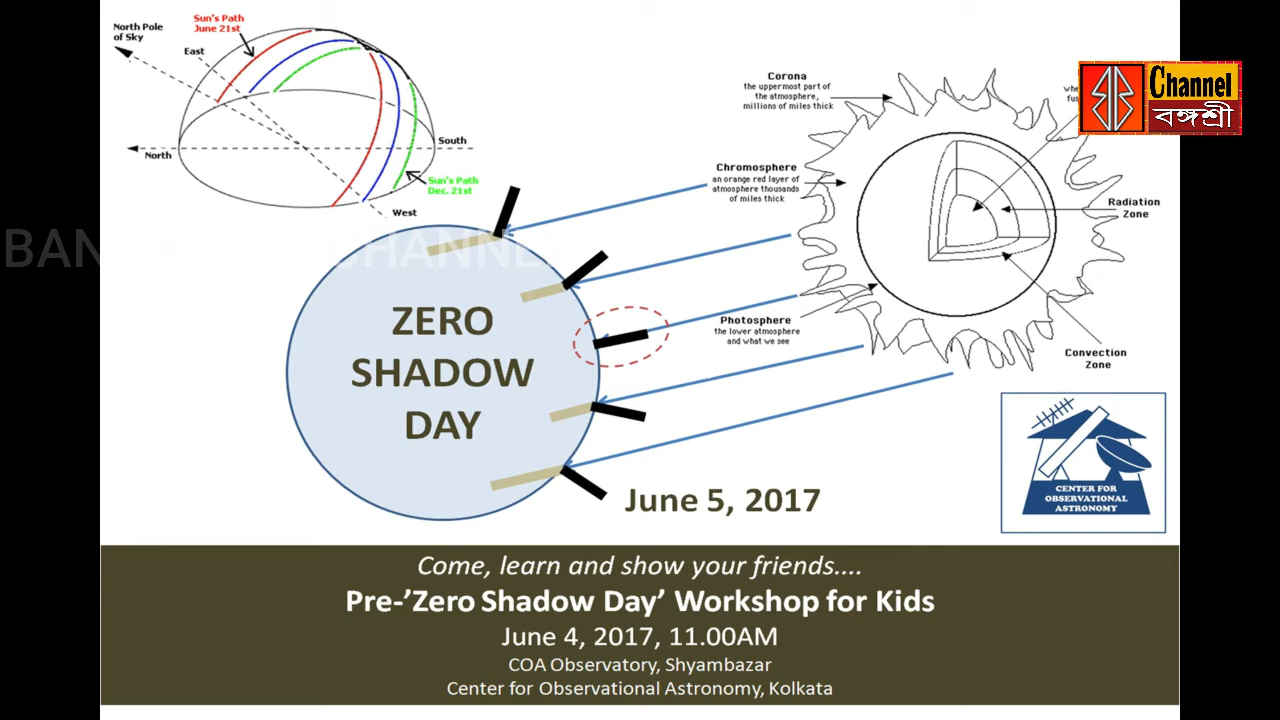 Sun's Path
June 21st
North Pole
of Sky
East
North
South
Sun's Path
Dec. 21st
West
Corona
the uppermost part of
the atmosphere,
millions of miles thick
Chromosphere
an orange red layer of
atmosphere thousands
of miles thick
Photosphere
the lower atmosphere
and what we see
Radiation
Zone
Convection
Zone
Channel
বঙ্গশ্রী
CHANNEL
ZERO
SHADOW
DAY
June 5, 2017
CENTER FOR
OBSERVATIONAL
ASTRONOMY
Come, learn and show your friends....
Pre-’Zero Shadow Day’ Workshop for Kids
June 4, 2017, 11.00AM
COA Observatory, Shyambazar
Center for Observational Astronomy, Kolkata